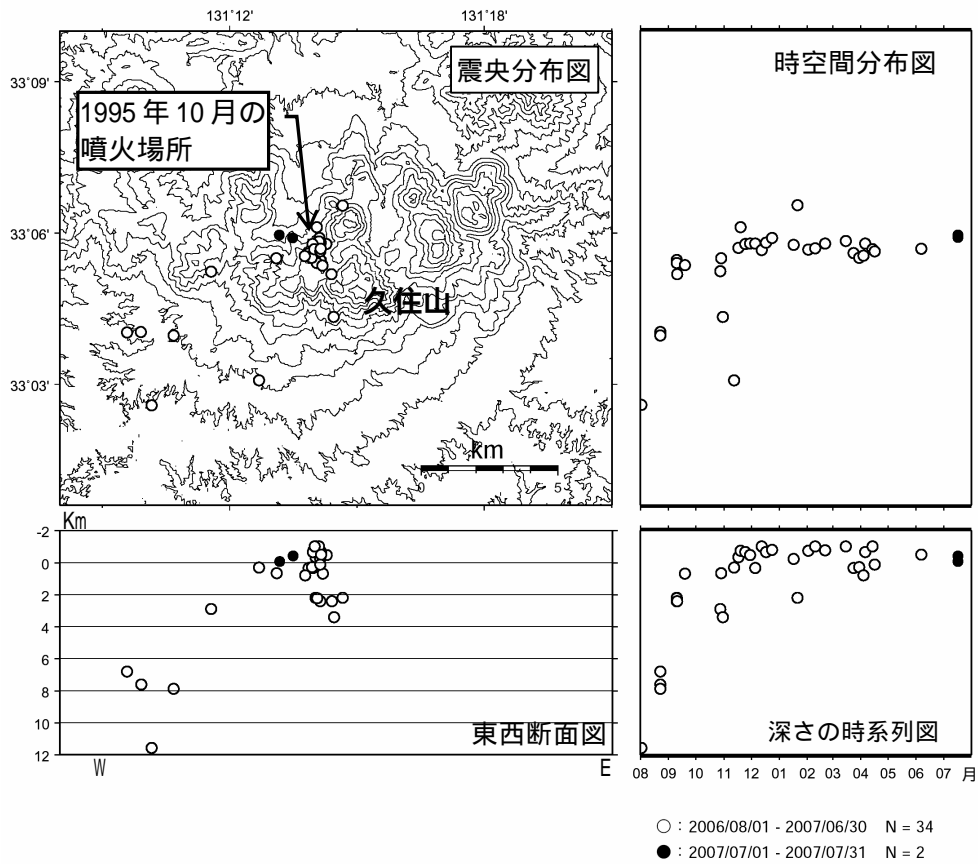 131°12' 131°18'
震央分布図
時空間分布図
33°09'
1995 年 10 月の
噴火場所
33°06'
久住山
33°03'
km
0 5
Km
-2
0
2
4
6
8
10
12
東西断面図
深さの時系列図
W E
08 09 10 11 12 01 02 03 04 05 06 07 月
○ : 2006/08/01 - 2007/06/30 N = 34
● : 2007/07/01 - 2007/07/31 N = 2